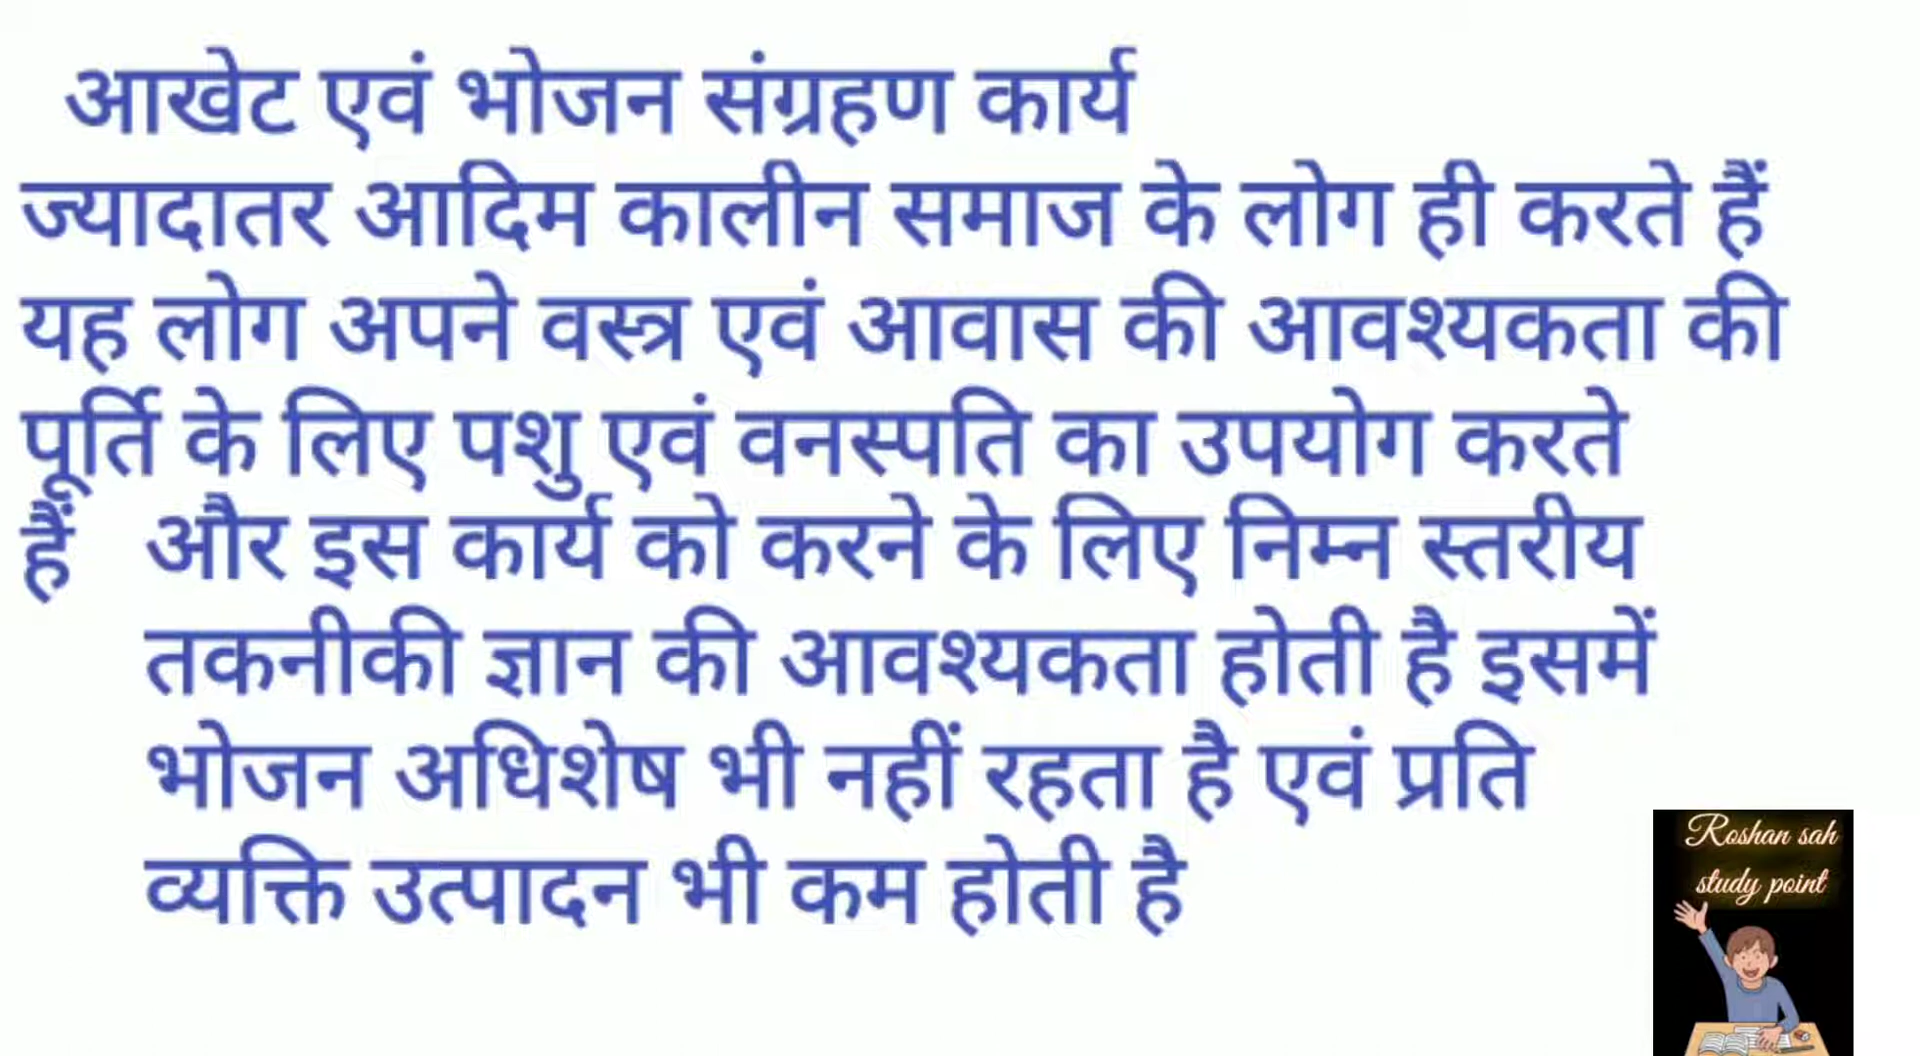 आखेट एवं भोजन संग्रहण कार्य
ज्यादातर आदिम कालीन समाज के लोग ही करते हैं
यह लोग अपने वस्त्र एवं आवास की आवश्यकता की
पूर्ति के लिए पशु एवं वनस्पति का उपयोग करते
हैं और इस कार्य को करने के लिए निम्न स्तरीय
तकनीकी ज्ञान की आवश्यकता होती है इसमें
भोजन अधिशेष भी नहीं रहता है एवं प्रति
व्यक्ति उत्पादन भी कम होती है
Roshan sah
study point